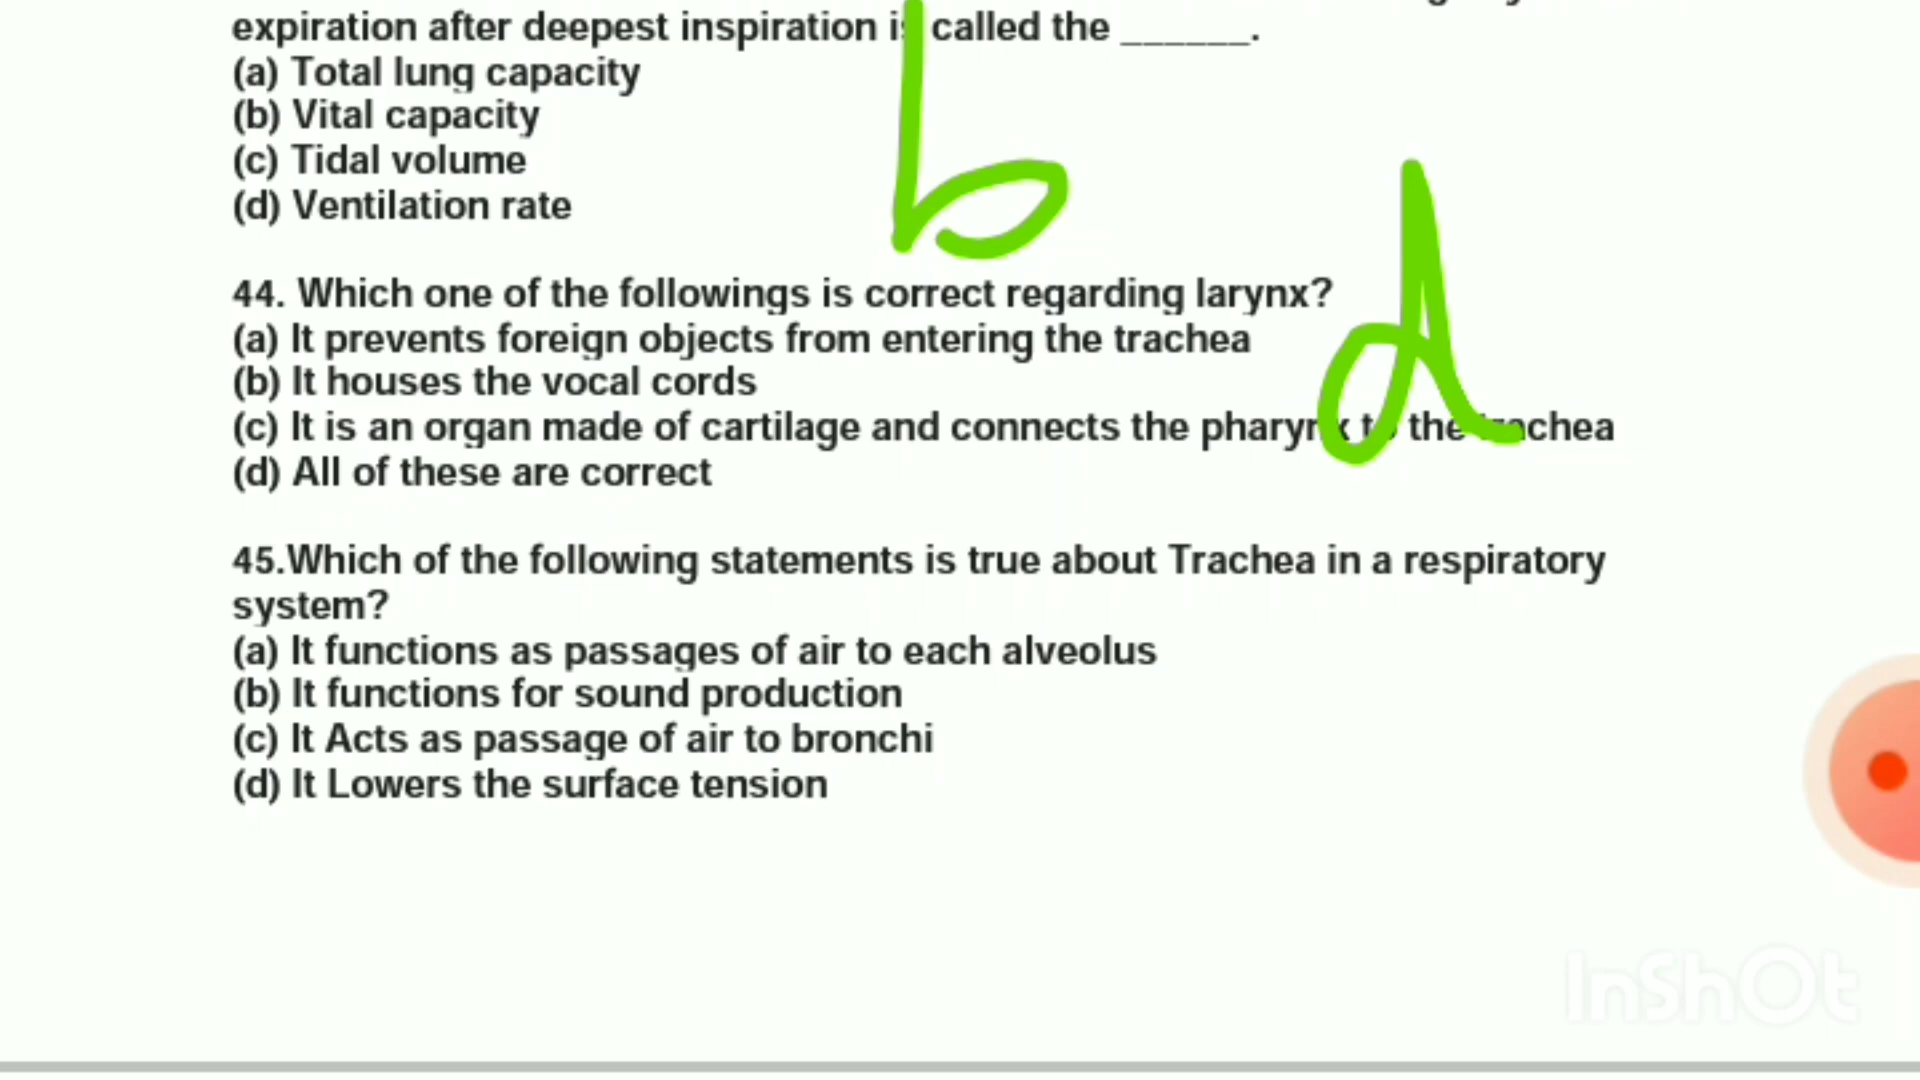 expiration after deepest inspiration is called the ______.
(a) Total lung capacity
(b) Vital capacity
(c) Tidal volume
(d) Ventilation rate
b
44. Which one of the followings is correct regarding larynx?
(a) It prevents foreign objects from entering the trachea
(b) It houses the vocal cords
(c) It is an organ made of cartilage and connects the pharynx to the trachea
(d) All of these are correct
d
45.Which of the following statements is true about Trachea in a respiratory
system?
(a) It functions as passages of air to each alveolus
(b) It functions for sound production
(c) It Acts as passage of air to bronchi
(d) It Lowers the surface tension
InShOt